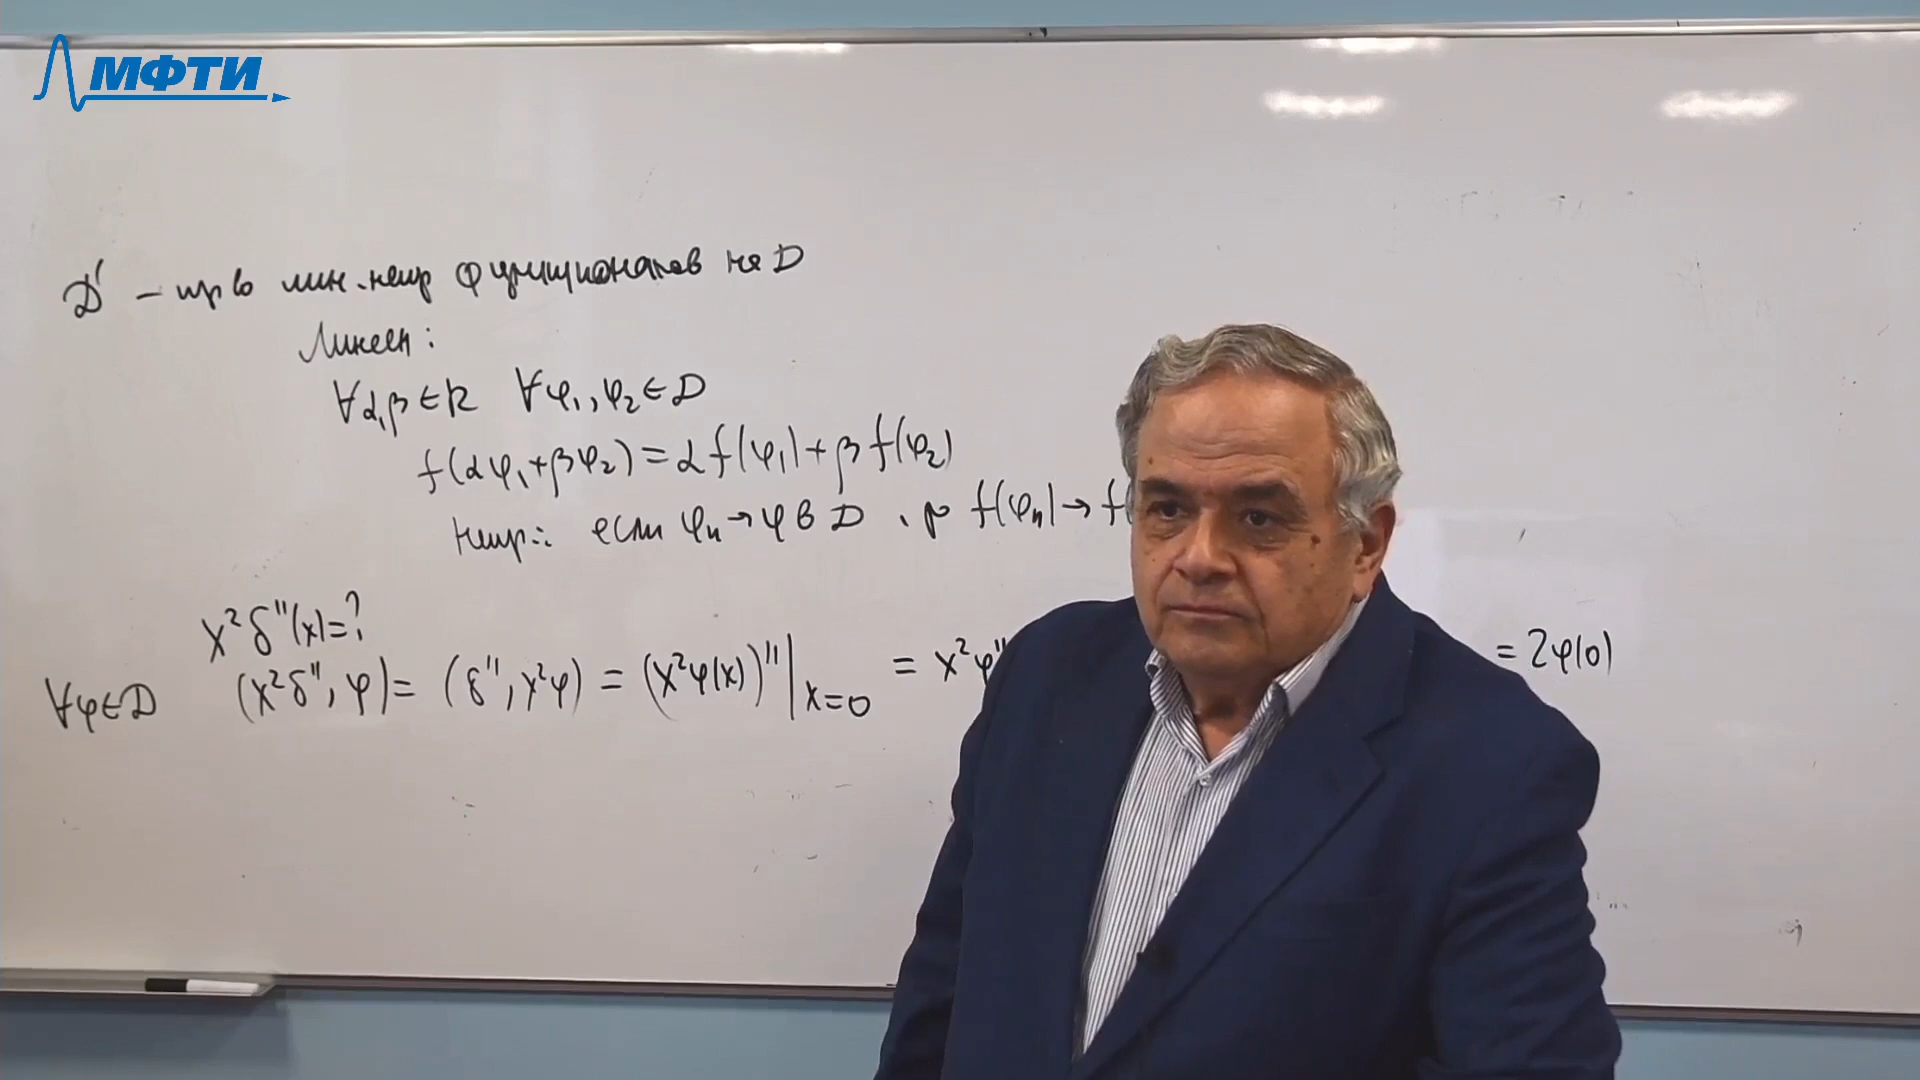 МФТИ
D' – пр-во лин. непр функционалов на D
Линейн:
∀α,β∈R ∀φ₁,φ₂∈D
f(αφ₁+βφ₂)=αf(φ₁)+βf(φ₂)
Непр.: если φₙ→φ в D, то f(φₙ)→f(
x²δ''(x)=?
∀φ∈D (x²δ'',φ)= (δ'',x²φ) = (x²φ(x))''|ₓ₌₀ = x²φ'' = 2φ(0)